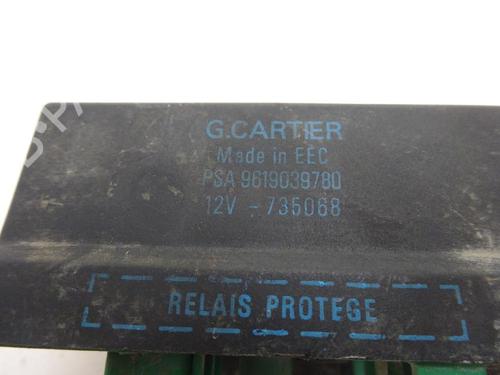 G.CARTIER
Made in EEC
PSA 9619039780
12V - 735068
RELAIS PROTEGE